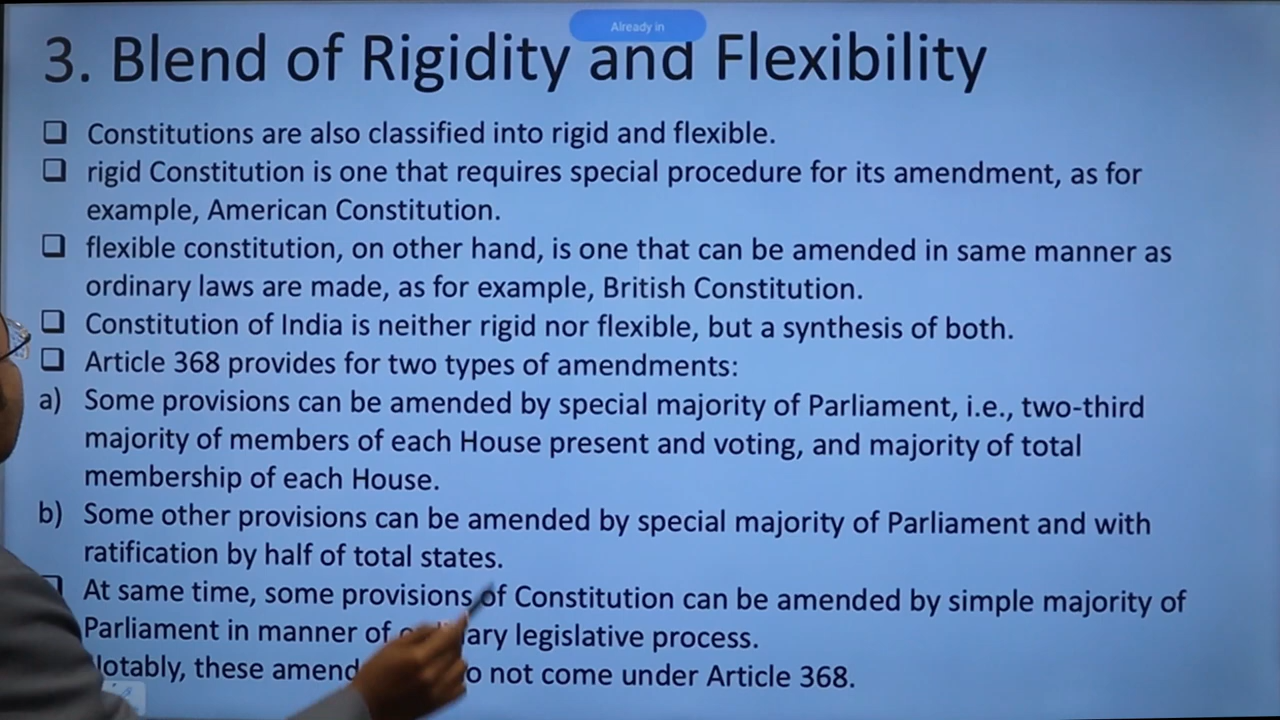 Already in
3. Blend of Rigidity and Flexibility
❑ Constitutions are also classified into rigid and flexible.
❑ rigid Constitution is one that requires special procedure for its amendment, as for
example, American Constitution.
❑ flexible constitution, on other hand, is one that can be amended in same manner as
ordinary laws are made, as for example, British Constitution.
❑ Constitution of India is neither rigid nor flexible, but a synthesis of both.
❑ Article 368 provides for two types of amendments:
a) Some provisions can be amended by special majority of Parliament, i.e., two-third
majority of members of each House present and voting, and majority of total
membership of each House.
b) Some other provisions can be amended by special majority of Parliament and with
ratification by half of total states.
❑ At same time, some provisions of Constitution can be amended by simple majority of
Parliament in manner of legislative process.
these not come under Article 368.